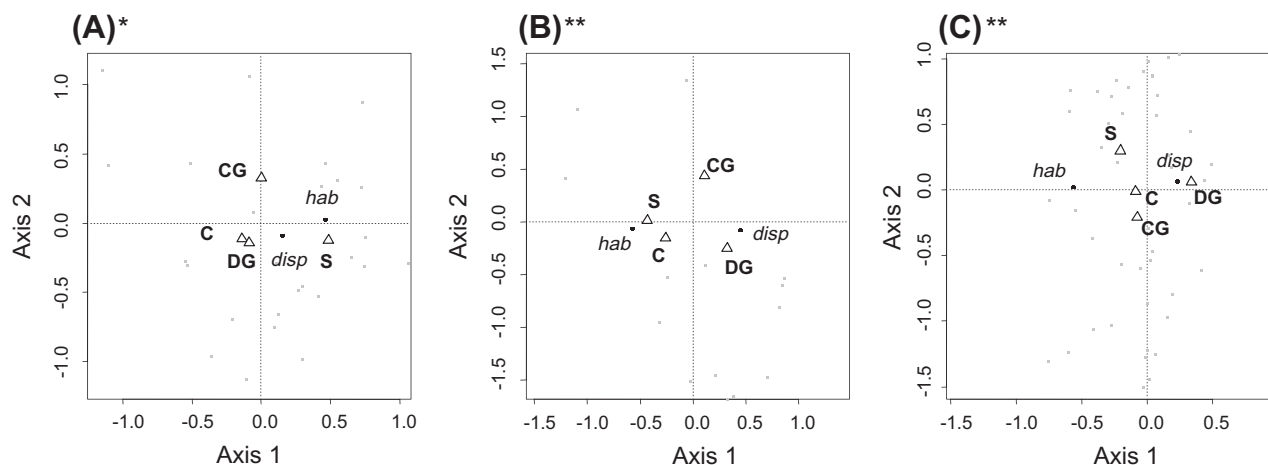 (A)*
Axis 2
1.0
0.5
0.0
-0.5
-1.0
CG
hab
C
DG
disp
S
-1.0 -0.5 0.0 0.5 1.0
Axis 1
(B)**
1.5
1.0
0.5
0.0
-0.5
-1.0
-1.5
CG
S
hab
C
disp
DG
-1.5 -1.0 -0.5 0.0 0.5 1.0
Axis 1
(C)**
Axis 2
1.0
0.5
0.0
-0.5
-1.0
-1.5
S
hab
disp
C
DG
CG
-1.5 -1.0 -0.5 0.0 0.5
Axis 1